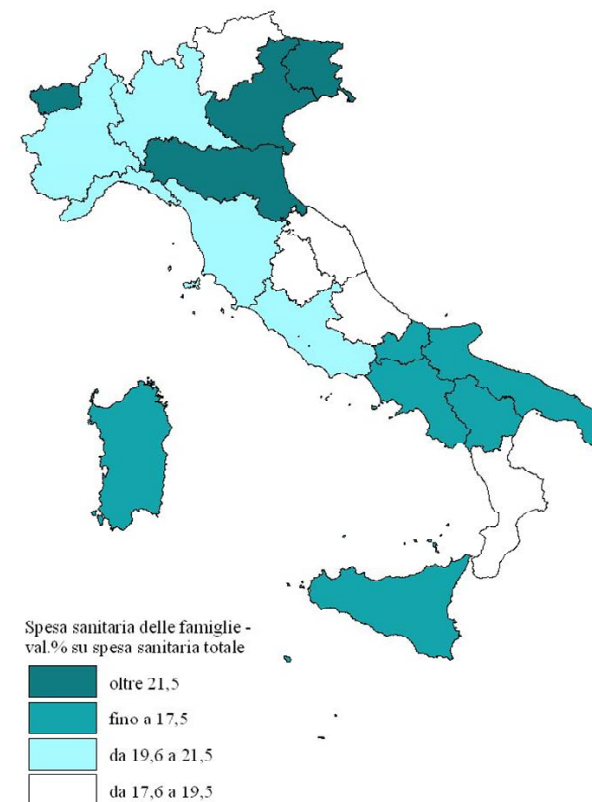 Spesa sanitaria delle famiglie -
val.% su spesa sanitaria totale
oltre 21,5
fino a 17,5
da 19,6 a 21,5
da 17,6 a 19,5